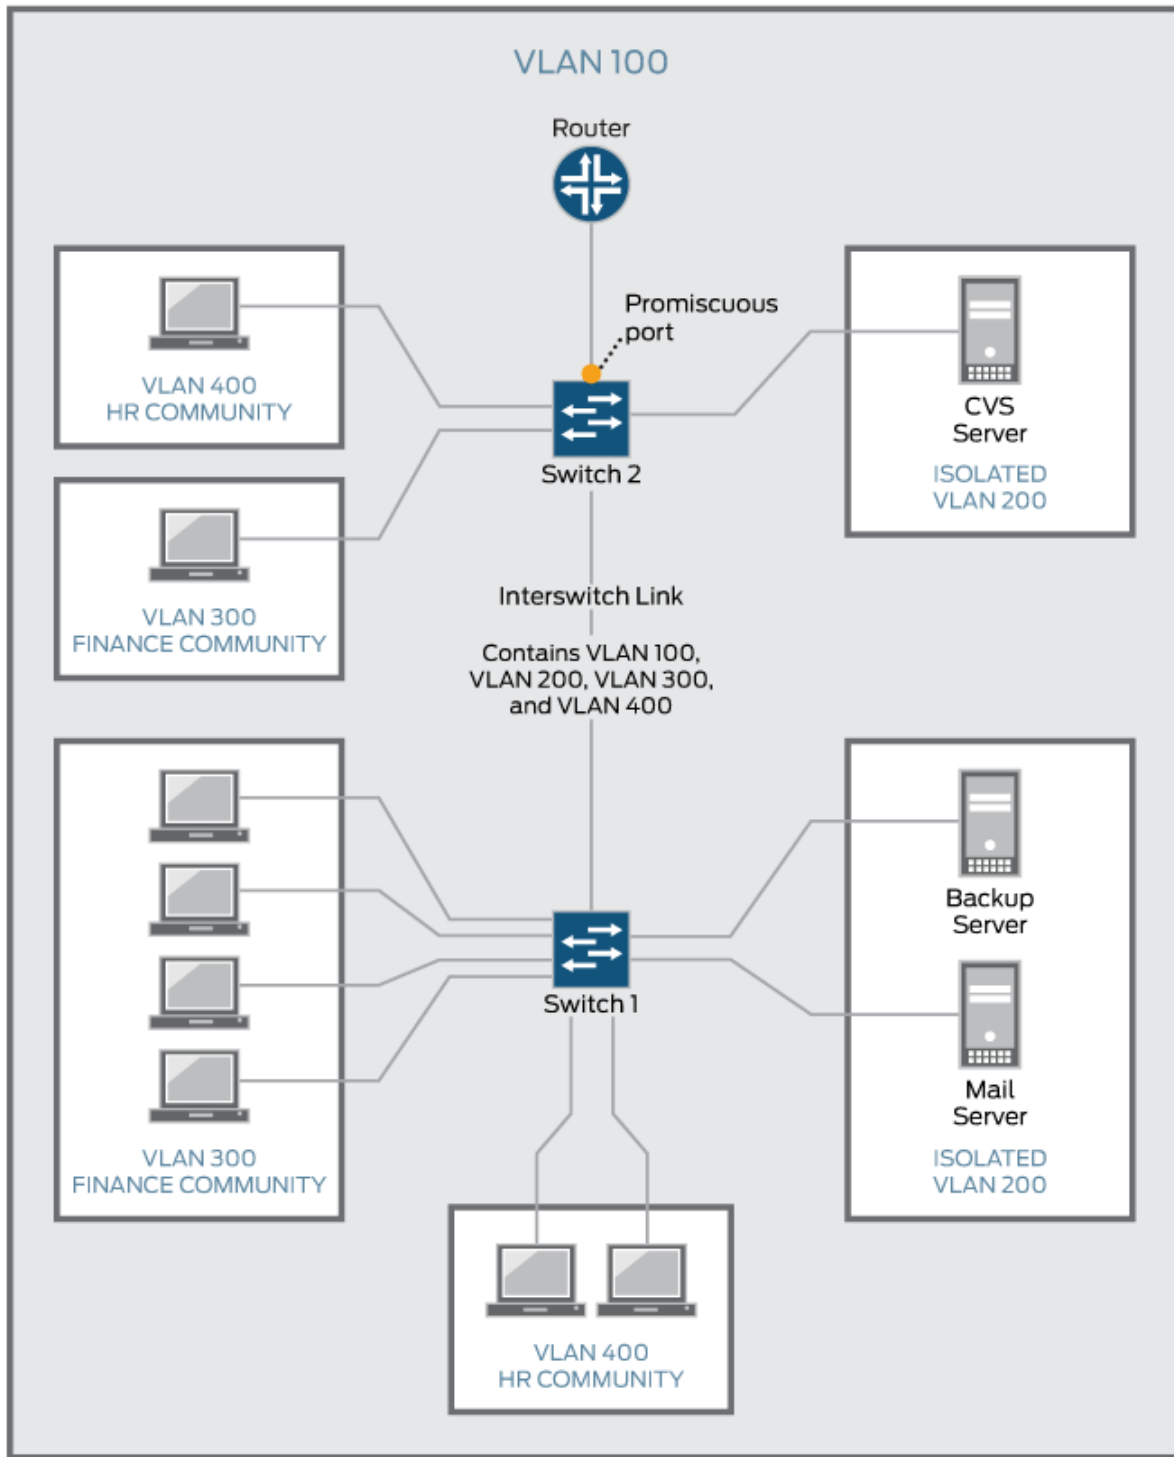 VLAN 100
Router
Promiscuous
port
VLAN 400
HR COMMUNITY
CVS
Server
ISOLATED
VLAN 200
Switch 2
VLAN 300
FINANCE COMMUNITY
Interswitch Link
Contains VLAN 100,
VLAN 200, VLAN 300,
and VLAN 400
Backup
Server
Switch 1
Mail
Server
VLAN 300
FINANCE COMMUNITY
ISOLATED
VLAN 200
VLAN 400
HR COMMUNITY